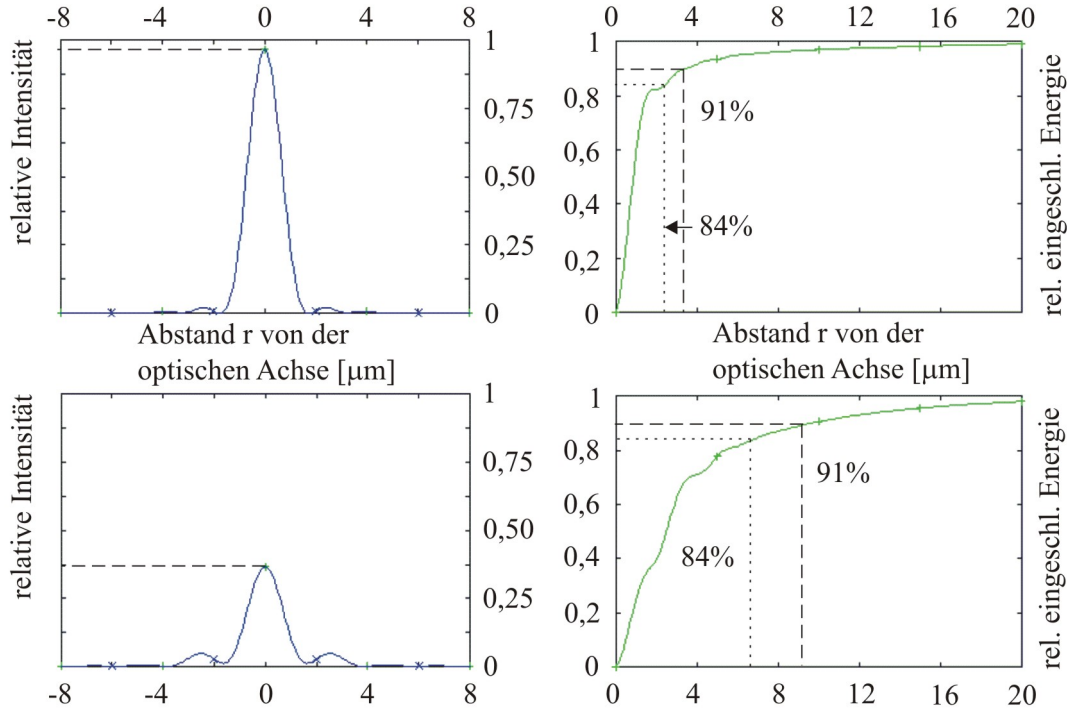 -8 -4 0 4 8
0 4 8 12 16 20
relative Intensität
1
0,75
0,50
0,25
0
1
0,8
0,6
0,4
0,2
0
91%
84%
rel. eingeschl. Energie
Abstand r von der
optischen Achse [µm]
Abstand r von der
optischen Achse [µm]
relative Intensität
1
0,75
0,50
0,25
0
1
0,8
0,6
0,4
0,2
0
91%
84%
rel. eingeschl. Energie
-8 -4 0 4 8
0 4 8 12 16 20